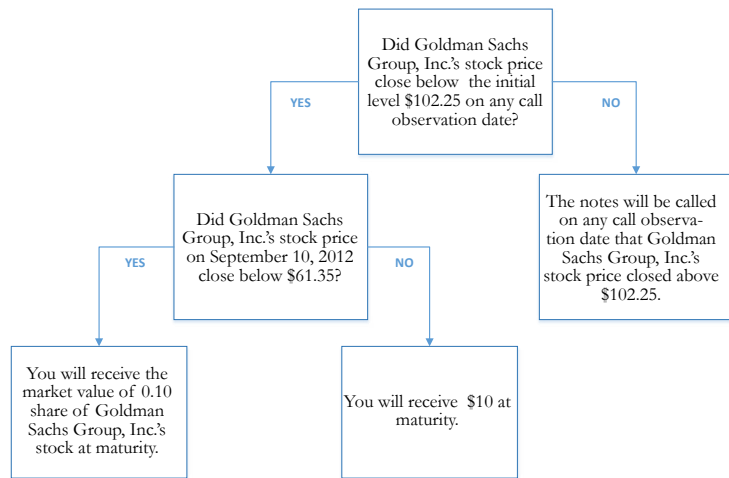 Did Goldman Sachs
Group, Inc.'s stock price
close below the initial
level $102.25 on any call
observation date?
YES
NO
Did Goldman Sachs
Group, Inc.'s stock price
on September 10, 2012
close below $61.35?
The notes will be called
on any call observa-
tion date that Goldman
Sachs Group, Inc.'s
stock price closed above
$102.25.
YES
NO
You will receive the
market value of 0.10
share of Goldman
Sachs Group, Inc.'s
stock at maturity.
You will receive $10 at
maturity.